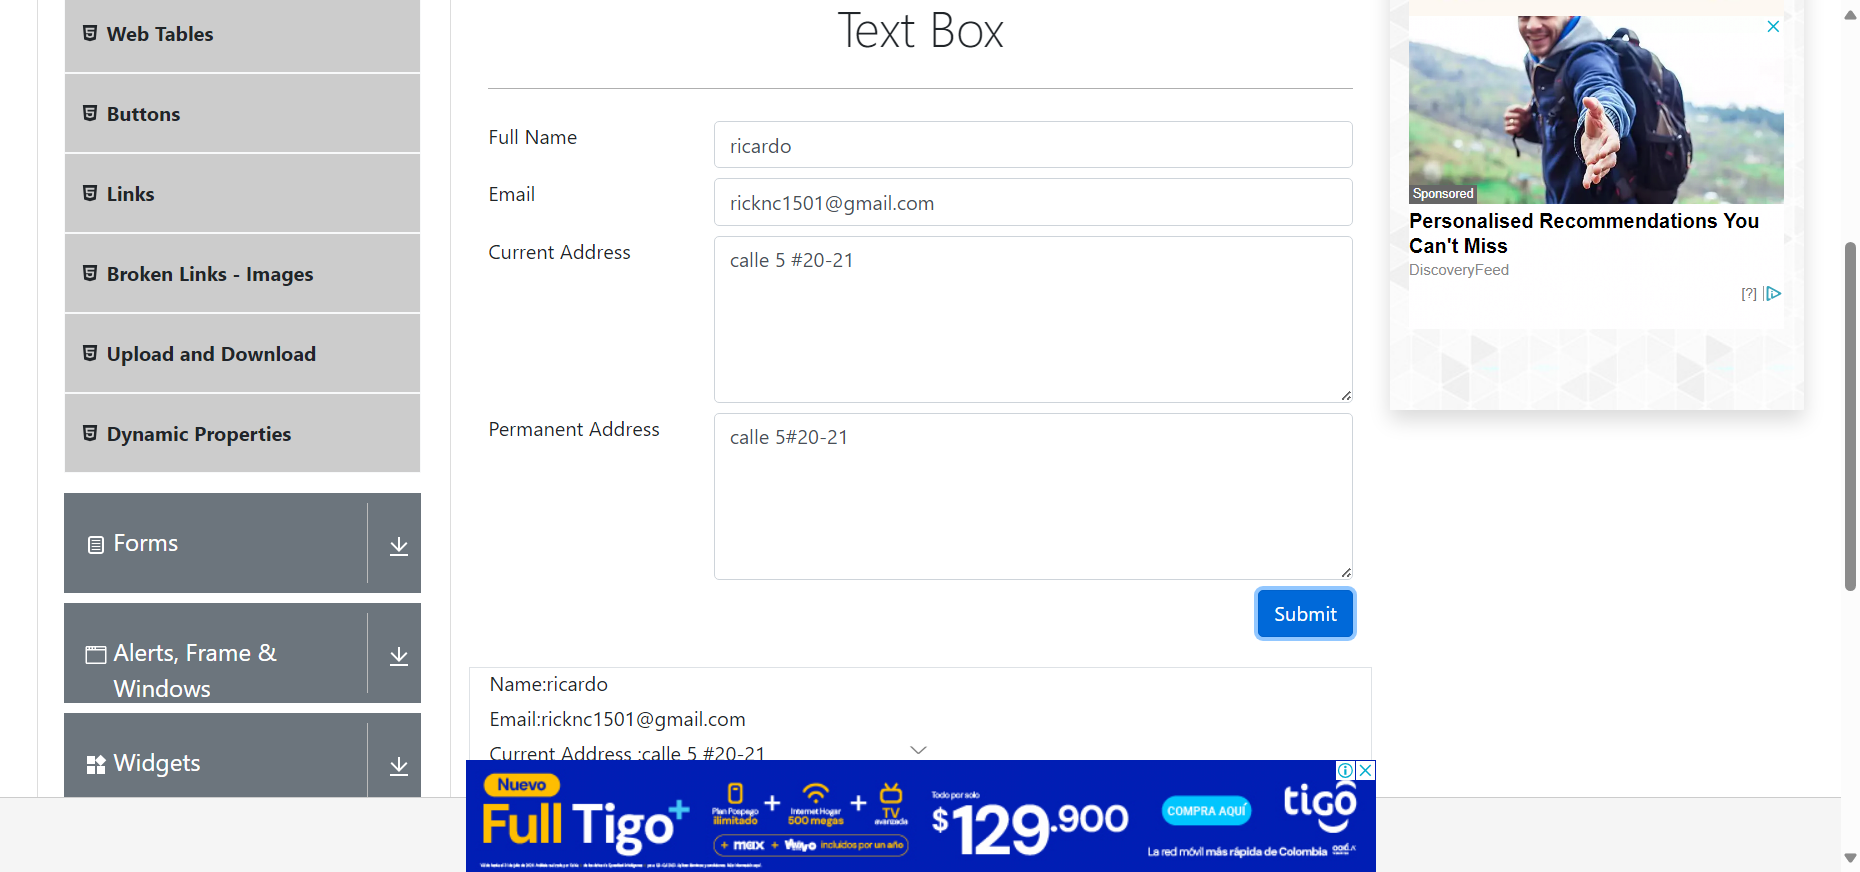 Web Tables
Buttons
Links
Broken Links - Images
Upload and Download
Dynamic Properties
Forms
Alerts, Frame &
Windows
Widgets
Text Box
Full Name
ricardo
Email
ricknc1501@gmail.com
Current Address
calle 5 #20-21
Permanent Address
calle 5#20-21
Submit
Name:ricardo
Email:ricknc1501@gmail.com
Current Address :calle 5 #20-21
Sponsored
Personalised Recommendations You
Can't Miss
DiscoveryFeed
[?]
Nuevo
Full Tigo+
Plan Pospago
ilimitado
+
Internet Hogar
500 megas
+
TV
avanzada
+ max + incluidos por un año
Todo por solo
$129.900
COMPRA AQUÍ
tigo
La red móvil más rápida de Colombia